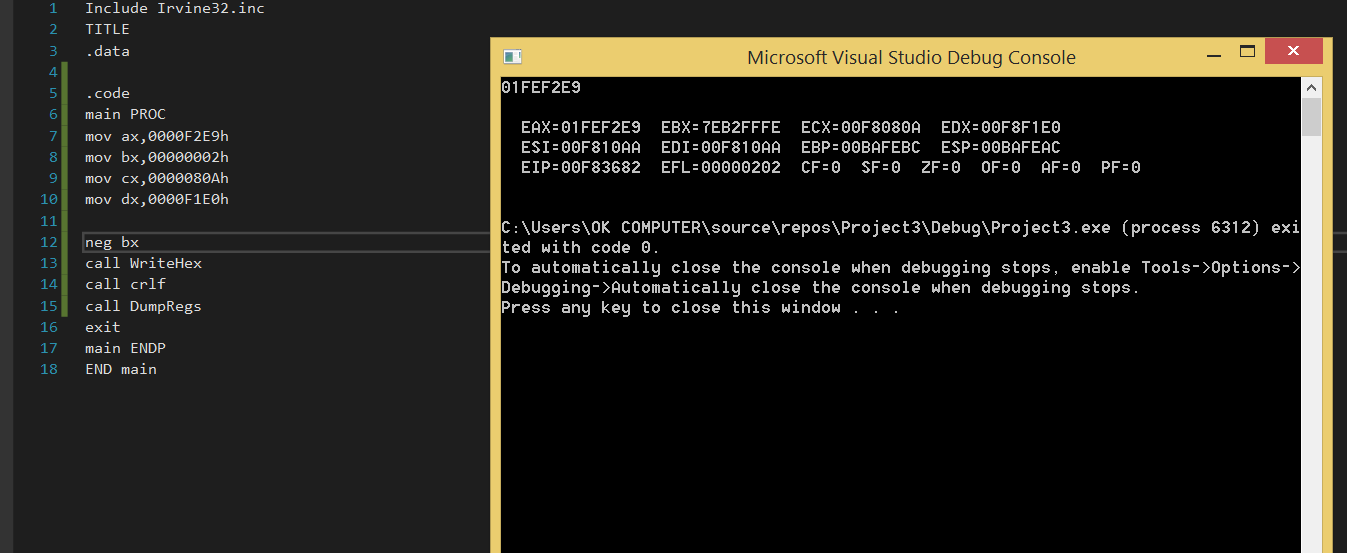 1 Include Irvine32.inc
2 TITLE
3 .data
4
5 .code
6 main PROC
7 mov ax,0000F2E9h
8 mov bx,00000002h
9 mov cx,0000080Ah
10 mov dx,0000F1E0h
11
12 neg bx
13 call WriteHex
14 call crlf
15 call DumpRegs
16 exit
17 main ENDP
18 END main
Microsoft Visual Studio Debug Console
01FEF2E9
EAX=01FEF2E9 EBX=7EB2FFFE ECX=00F8080A EDX=00F8F1E0
ESI=00F810AA EDI=00F810AA EBP=00BAFEBC ESP=00BAFEAC
EIP=00F83682 EFL=00000202 CF=0 SF=0 ZF=0 OF=0 AF=0 PF=0
C:\Users\OK COMPUTER\source\repos\Project3\Debug\Project3.exe (process 6312) exi
ted with code 0.
To automatically close the console when debugging stops, enable Tools->Options->
Debugging->Automatically close the console when debugging stops.
Press any key to close this window . . .